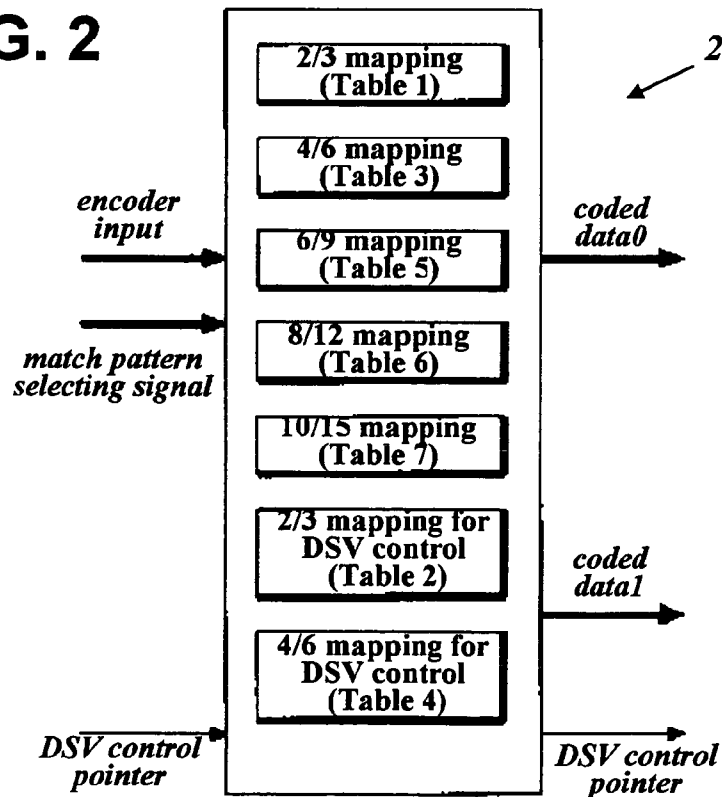 G. 2
2
2/3 mapping
(Table 1)
4/6 mapping
(Table 3)
encoder
input
6/9 mapping
(Table 5)
coded
data0
match pattern
selecting signal
8/12 mapping
(Table 6)
10/15 mapping
(Table 7)
2/3 mapping for
DSV control
(Table 2)
coded
data1
4/6 mapping for
DSV control
(Table 4)
DSV control
pointer
DSV control
pointer